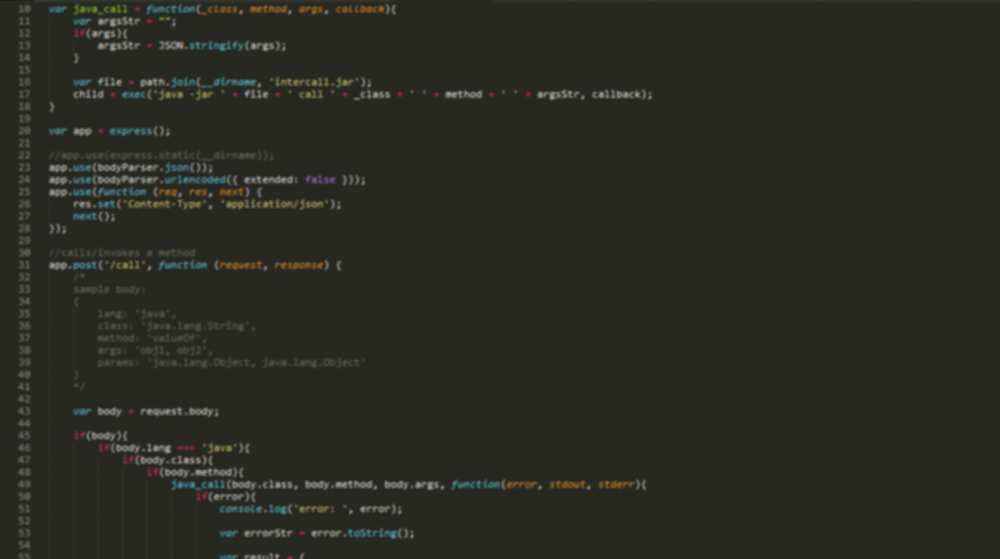 10 var java_call = function(_class, method, args, callback){
11 var argsStr = "";
12 if(args){
13 argsStr = JSON.stringify(args);
14 }
15
16 var file = path.join(__dirname, 'intercall.jar');
17 child = exec('java -jar ' + file + ' call ' + _class + ' ' + method + ' ' + argsStr, callback);
18 }
19
20 var app = express();
21
22 //app.use(express.static(__dirname));
23 app.use(bodyParser.json());
24 app.use(bodyParser.urlencoded({ extended: false }));
25 app.use(function (req, res, next) {
26 res.set('Content-Type', 'application/json');
27 next();
28 });
29
30 //calls/invokes a method
31 app.post('/call', function (request, response) {
32 /*
33 sample body:
34 {
35 lang: 'java',
36 class: 'java.lang.String',
37 method: 'valueOf',
38 args: 'obj1, obj2',
39 params: 'java.lang.Object, java.lang.Object'
40 }
41 */
42
43 var body = request.body;
44
45 if(body){
46 if(body.lang === 'java'){
47 if(body.class){
48 if(body.method){
49 java_call(body.class, body.method, body.args, function(error, stdout, stderr){
50 if(error){
51 console.log('error: ', error);
52
53 var errorStr = error.toString();
54
55 var result = {